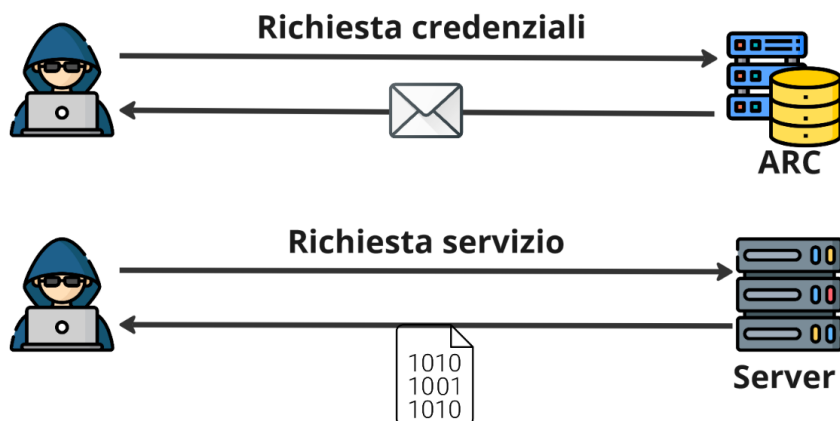 Richiesta credenziali
ARC
Richiesta servizio
1010
1001
1010
Server